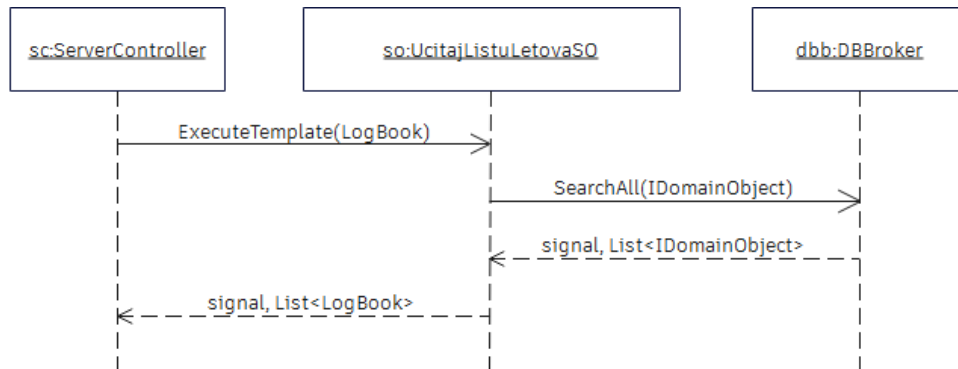 sc:ServerController
so:UcitajListuLetovaSO
dbb:DBBroker
ExecuteTemplate(LogBook)
SearchAll(IDomainObject)
signal, List<IDomainObject>
signal, List<LogBook>